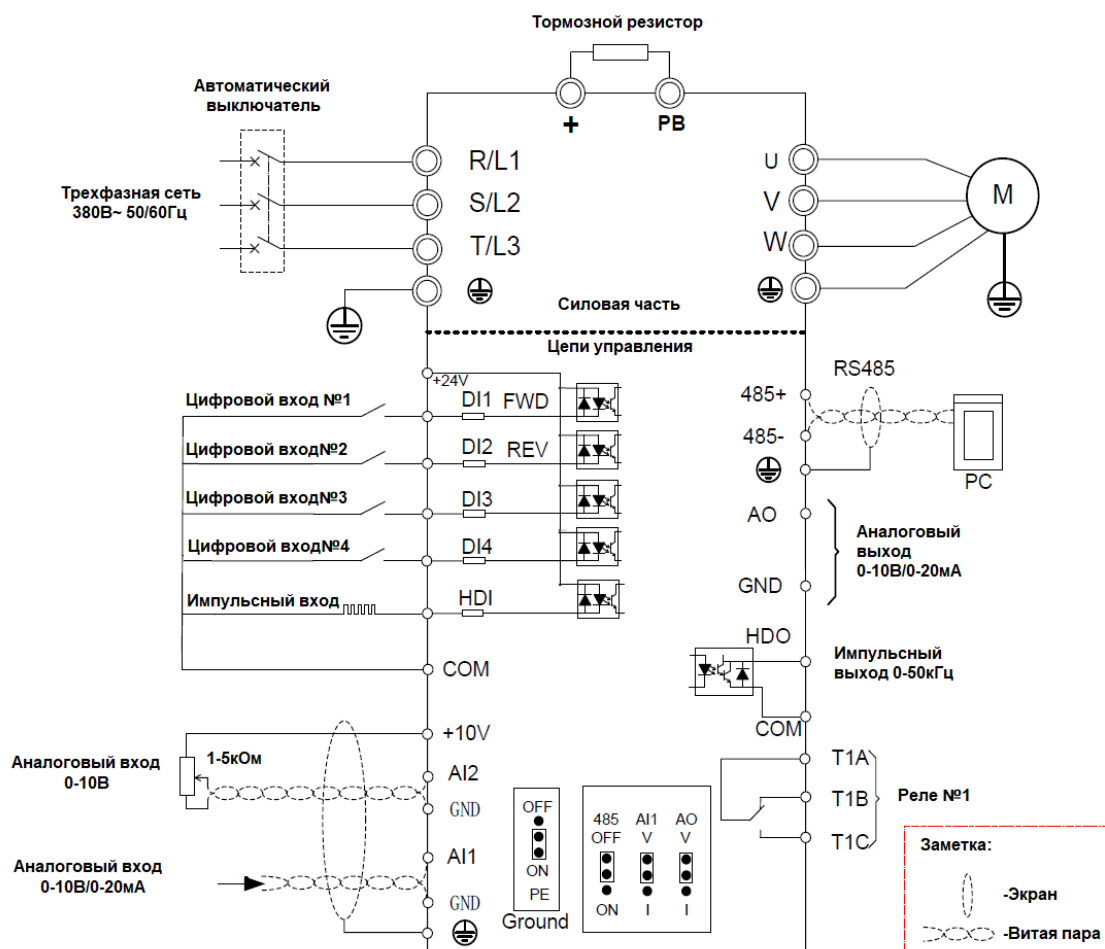 Тормозной резистор
Автоматический
выключатель
+
PB
R/L1
S/L2
T/L3
Трехфазная сеть
380В~ 50/60Гц
U
V
W
M
Силовая часть
Цепи управления
+24V
Цифровой вход №1
DI1 FWD
Цифровой вход№2
DI2 REV
Цифровой вход№3
DI3
Цифровой вход№4
DI4
Импульсный вход
HDI
COM
RS485
485+
485-
PC
AO
GND
Аналоговый
выход
0-10В/0-20мА
HDO
Импульсный
выход 0-50кГц
COM
+10V
Аналоговый вход
0-10В
1-5кОм
AI2
GND
AI1
Аналоговый вход
0-10В/0-20мА
GND
OFF
ON
PE
Ground
485 AI1 AO
OFF V V
ON I I
T1A
T1B
T1C
Реле №1
Заметка:
-Экран
-Витая пара